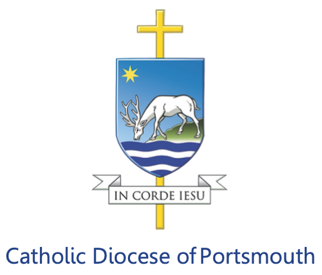 IN CORDE IESU
Catholic Diocese of Portsmouth